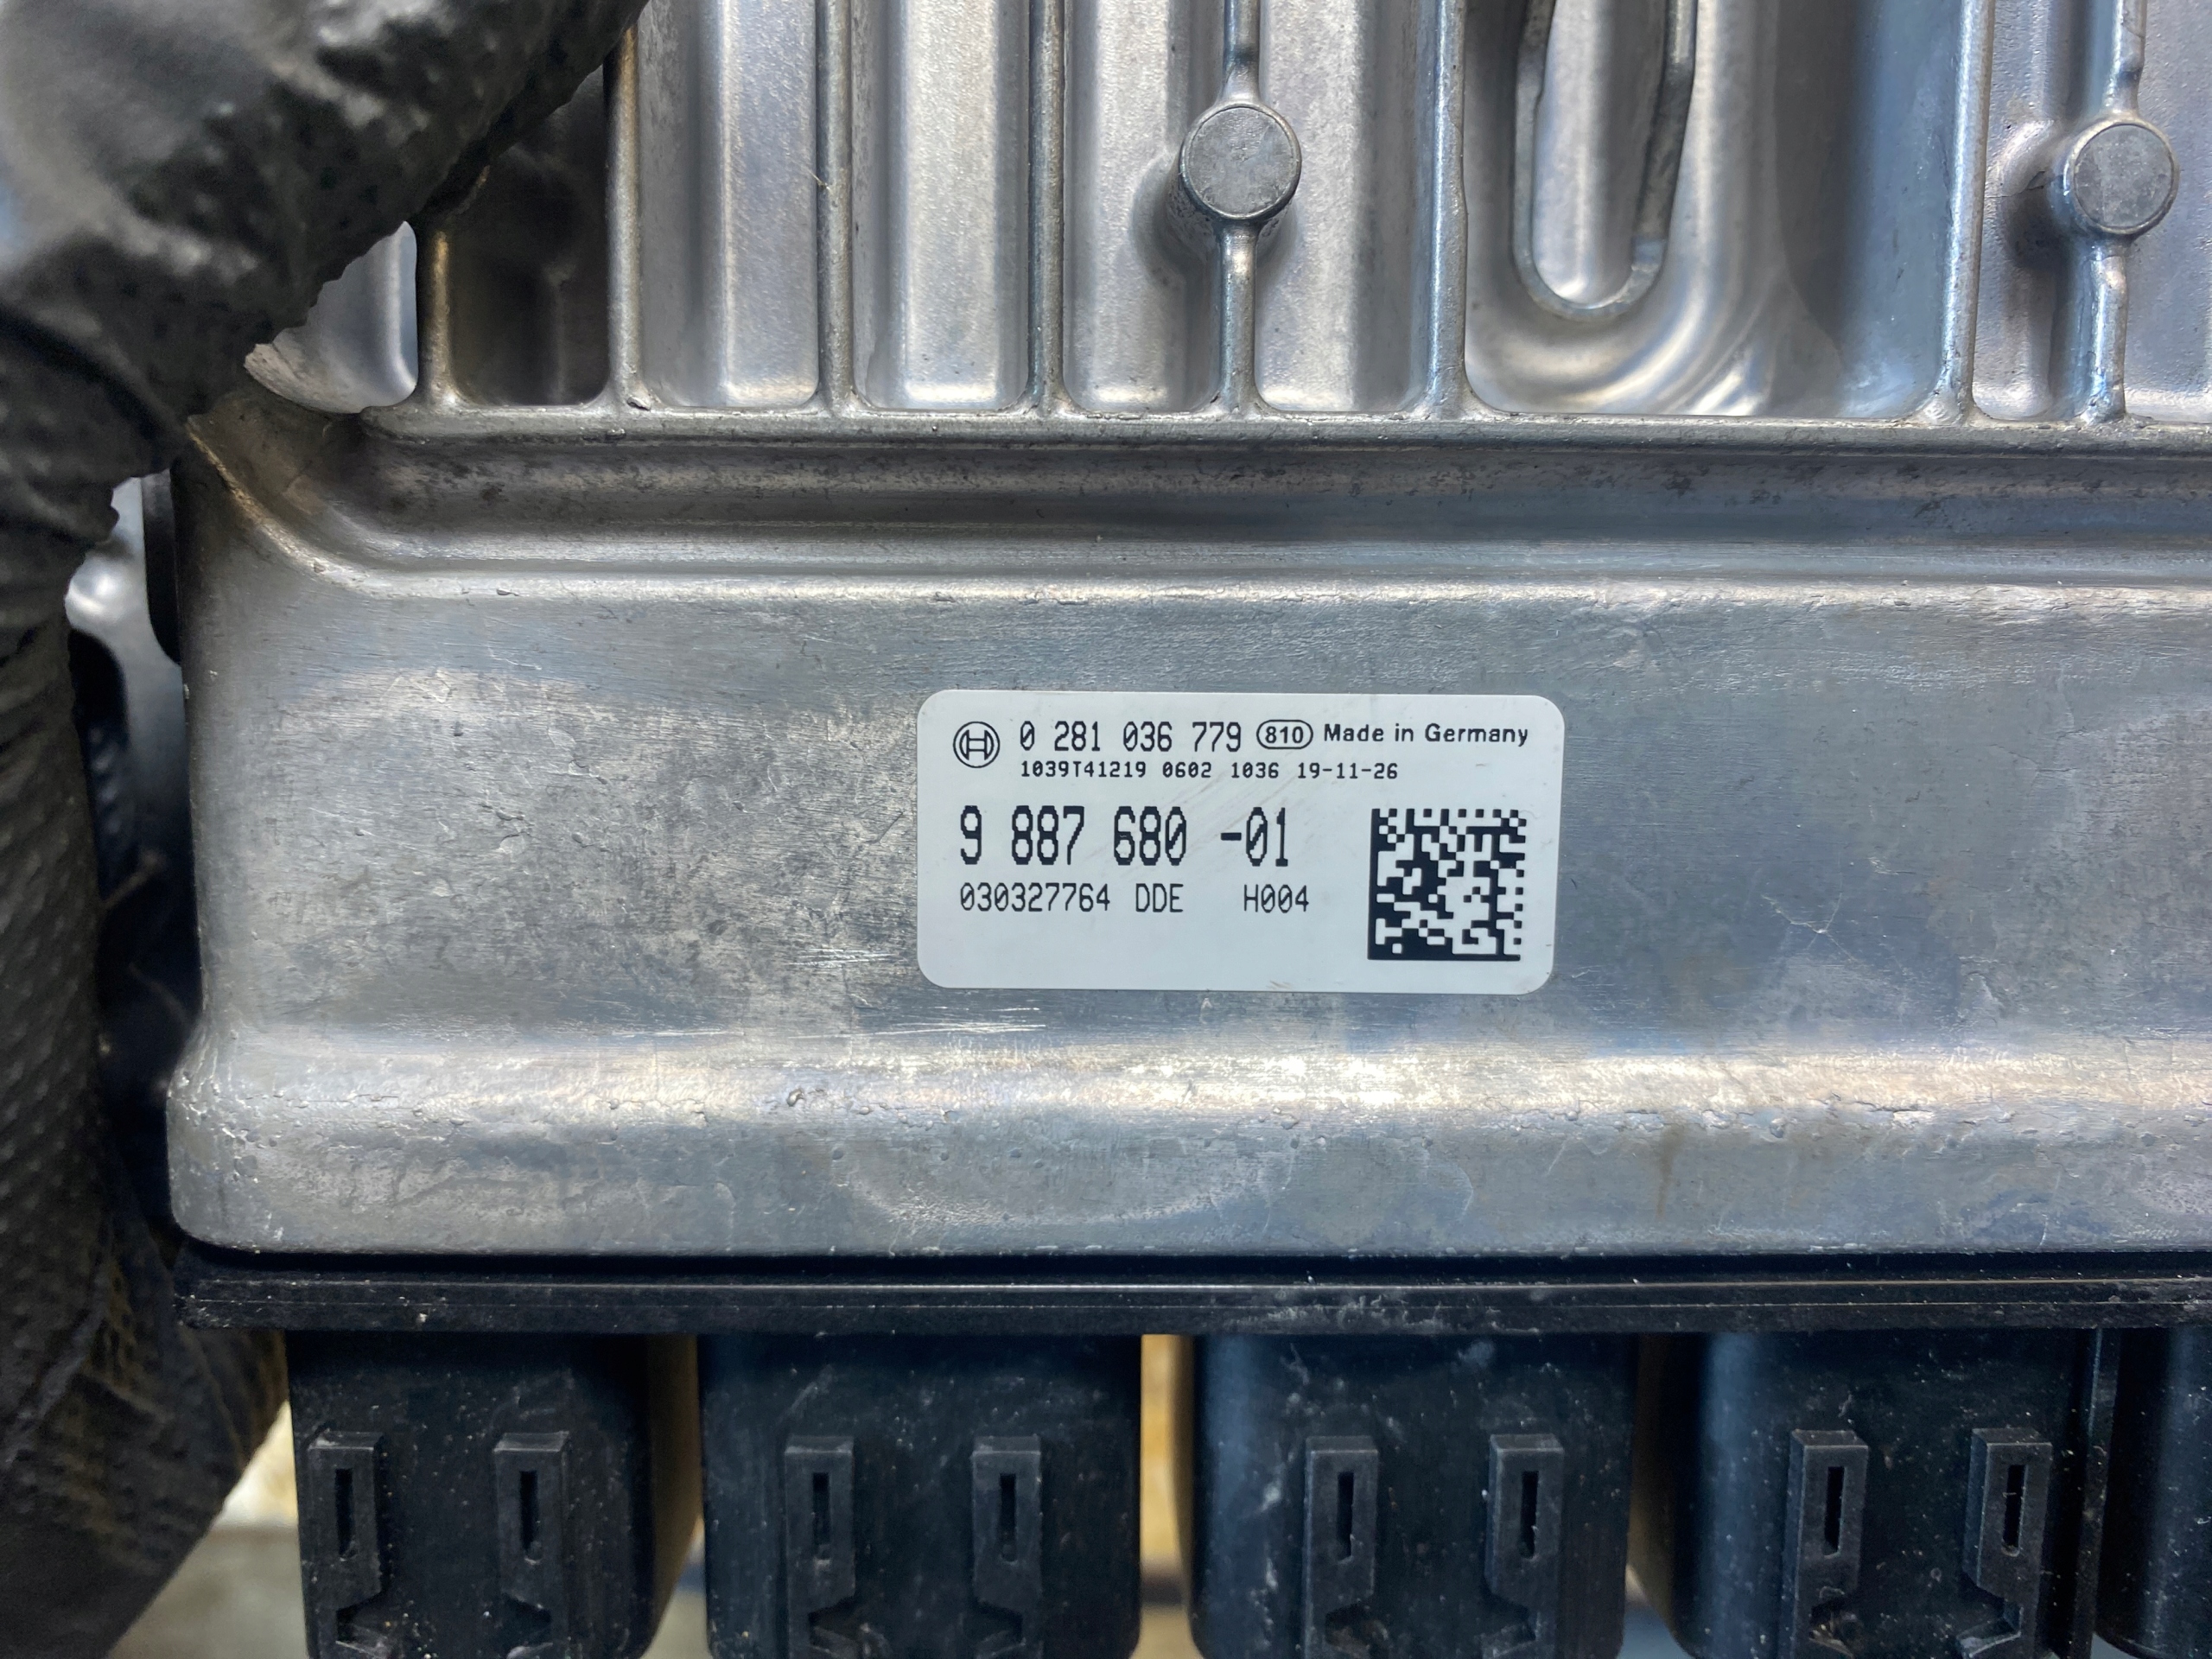 0 281 036 779 810 Made in Germany
1039T41219 0602 1036 19-11-26
9 887 680 -01
030327764 DDE H004